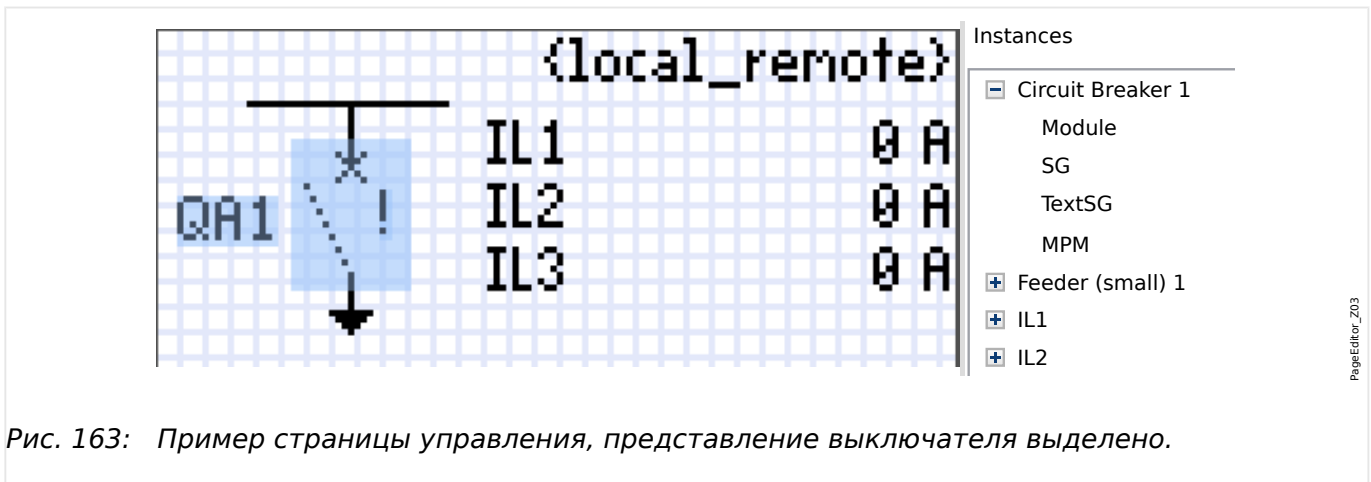 {local_remote}
IL1 0 A
QA1 ! IL2 0 A
IL3 0 A
Instances
Circuit Breaker 1
Module
SG
TextSG
MPM
Feeder (small) 1
IL1
IL2
PageEditor_Z03
Рис. 163: Пример страницы управления, представление выключателя выделено.